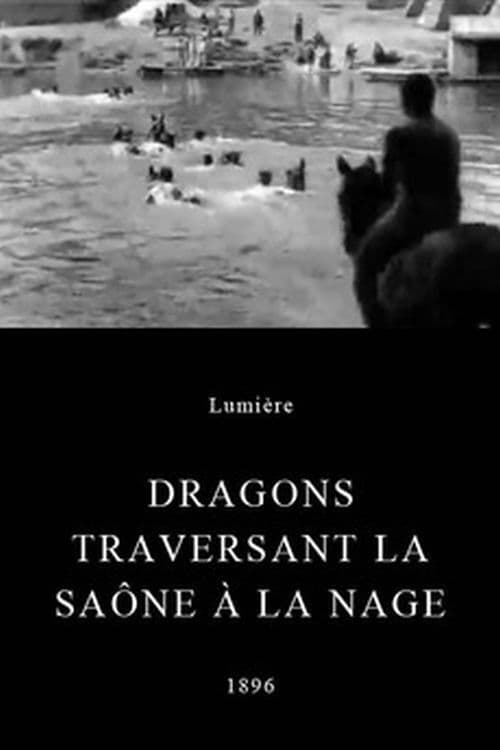 Lumière
DRAGONS
TRAVERSANT LA
SAÔNE À LA NAGE
1896